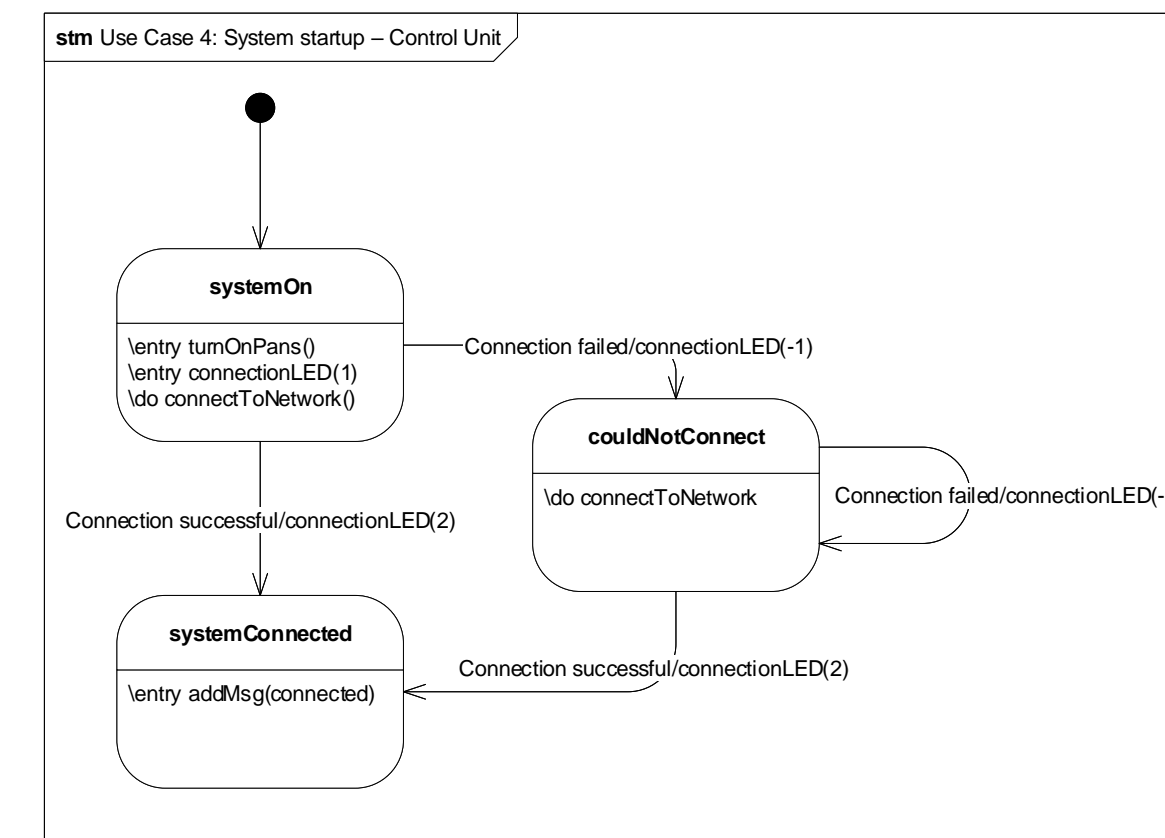 stm Use Case 4: System startup – Control Unit
systemOn
\entry turnOnPans()
\entry connectionLED(1)
\do connectToNetwork()
Connection failed/connectionLED(-1)
couldNotConnect
\do connectToNetwork
Connection failed/connectionLED(-
Connection successful/connectionLED(2)
systemConnected
\entry addMsg(connected)
Connection successful/connectionLED(2)